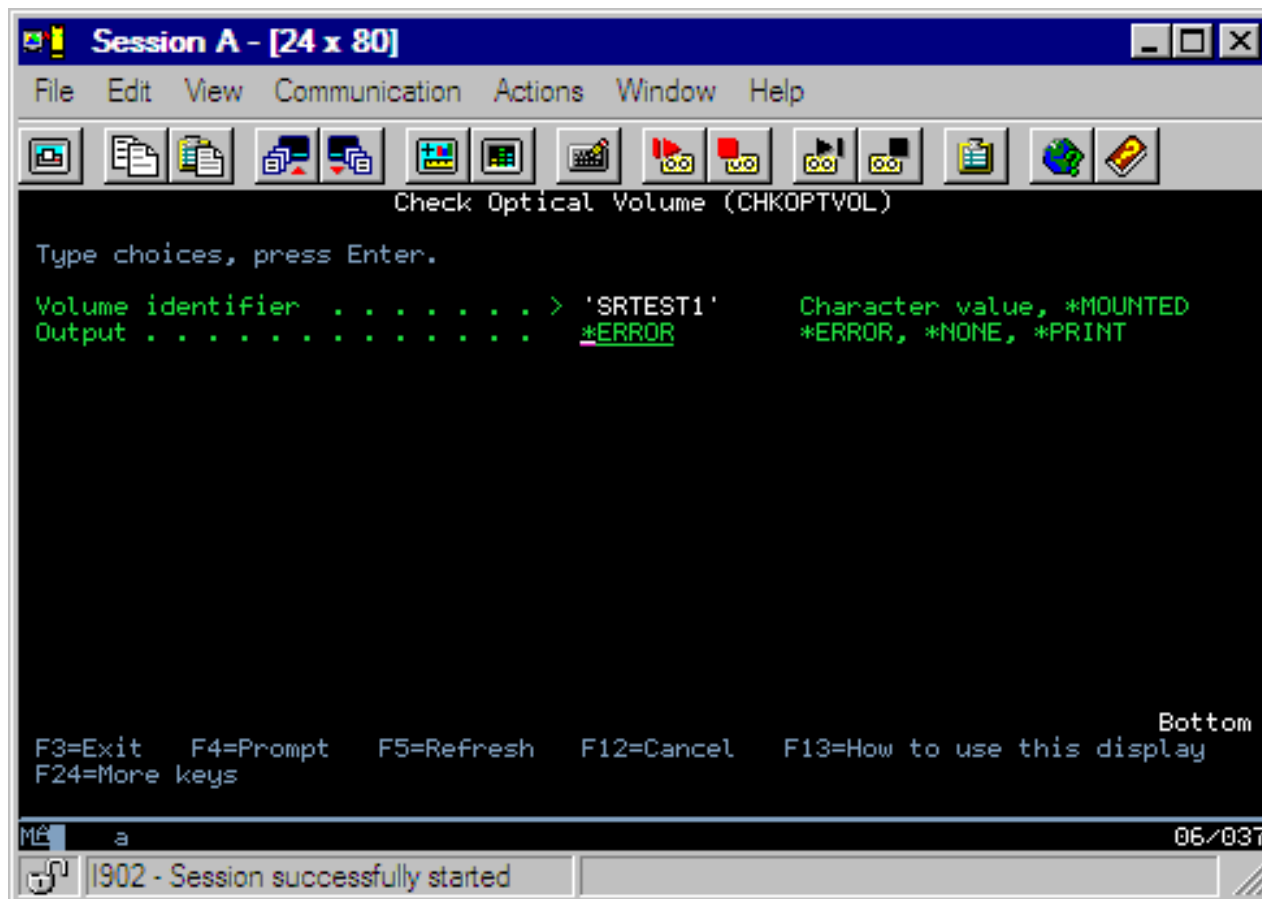 Session A - [24 x 80]
File Edit View Communication Actions Window Help
Check Optical Volume (CHKOPTVOL)
Type choices, press Enter.
Volume identifier . . . . . . . > 'SRTEST1' Character value, *MOUNTED
Output . . . . . . . . . . . . . *ERROR *ERROR, *NONE, *PRINT
Bottom
F3=Exit F4=Prompt F5=Refresh F12=Cancel F13=How to use this display
F24=More keys
a 06/037
I902 - Session successfully started